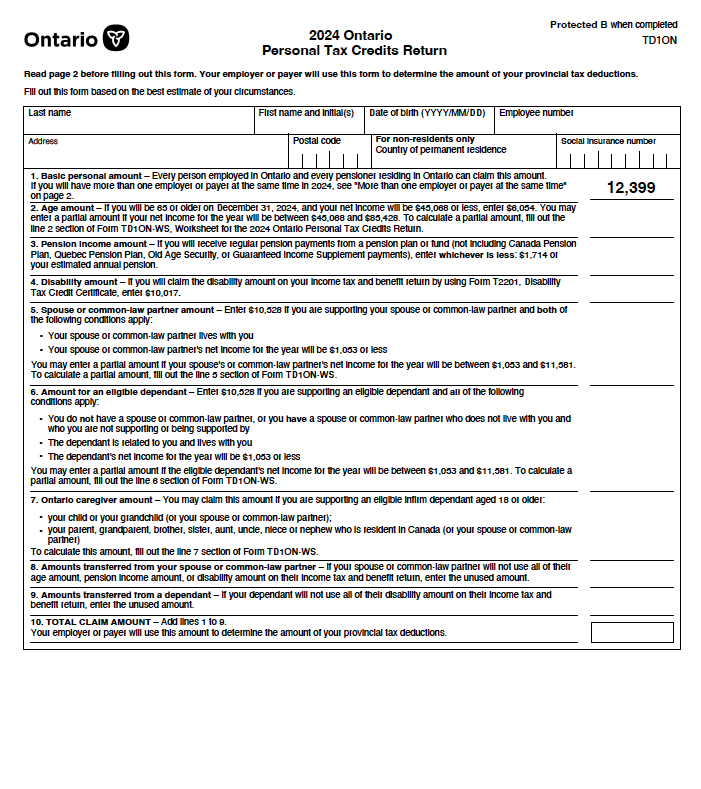 Protected B when completed
Ontario
2024 Ontario
Personal Tax Credits Return
TD1ON
Read page 2 before filling out this form. Your employer or payer will use this form to determine the amount of your provincial tax deductions.
Fill out this form based on the best estimate of your circumstances.
Last name
First name and initial(s)
Date of birth (YYYY/MM/DD)
Employee number
Address
Postal code
For non-residents only
Country of permanent residence
Social insurance number
1. Basic personal amount – Every person employed in Ontario and every pensioner residing in Ontario can claim this amount.
If you will have more than one employer or payer at the same time in 2024, see "More than one employer or payer at the same time"
on page 2.
12,399
2. Age amount – If you will be 65 or older on December 31, 2024, and your net income will be $45,068 or less, enter $6,054. You may
enter a partial amount if your net income for the year will be between $45,068 and $85,428. To calculate a partial amount, fill out the
line 2 section of Form TD1ON-WS, Worksheet for the 2024 Ontario Personal Tax Credits Return.
3. Pension income amount – If you will receive regular pension payments from a pension plan or fund (not including Canada Pension
Plan, Quebec Pension Plan, Old Age Security, or Guaranteed Income Supplement payments), enter whichever is less: $1,714 or
your estimated annual pension.
4. Disability amount – If you will claim the disability amount on your income tax and benefit return by using Form T2201, Disability
Tax Credit Certificate, enter $10,017.
5. Spouse or common-law partner amount – Enter $10,528 if you are supporting your spouse or common-law partner and both of
the following conditions apply:
• Your spouse or common-law partner lives with you
• Your spouse or common-law partner's net income for the year will be $1,053 or less
You may enter a partial amount if your spouse's or common-law partner's net income for the year will be between $1,053 and $11,581.
To calculate a partial amount, fill out the line 5 section of Form TD1ON-WS.
6. Amount for an eligible dependant – Enter $10,528 if you are supporting an eligible dependant and all of the following
conditions apply:
• You do not have a spouse or common-law partner, or you have a spouse or common-law partner who does not live with you and
who you are not supporting or being supported by
• The dependant is related to you and lives with you
• The dependant's net income for the year will be $1,053 or less
You may enter a partial amount if the eligible dependant's net income for the year will be between $1,053 and $11,581. To calculate a
partial amount, fill out the line 6 section of Form TD1ON-WS.
7. Ontario caregiver amount – You may claim this amount if you are supporting an eligible infirm dependant aged 18 or older:
• your child or your grandchild (or your spouse or common-law partner);
• your parent, grandparent, brother, sister, aunt, uncle, niece or nephew who is resident in Canada (or your spouse or common-law
partner)
To calculate this amount, fill out the line 7 section of Form TD1ON-WS.
8. Amounts transferred from your spouse or common-law partner – If your spouse or common-law partner will not use all of their
age amount, pension income amount, or disability amount on their income tax and benefit return, enter the unused amount.
9. Amounts transferred from a dependant – If your dependant will not use all of their disability amount on their income tax and
benefit return, enter the unused amount.
10. TOTAL CLAIM AMOUNT – Add lines 1 to 9.
Your employer or payer will use this amount to determine the amount of your provincial tax deductions.